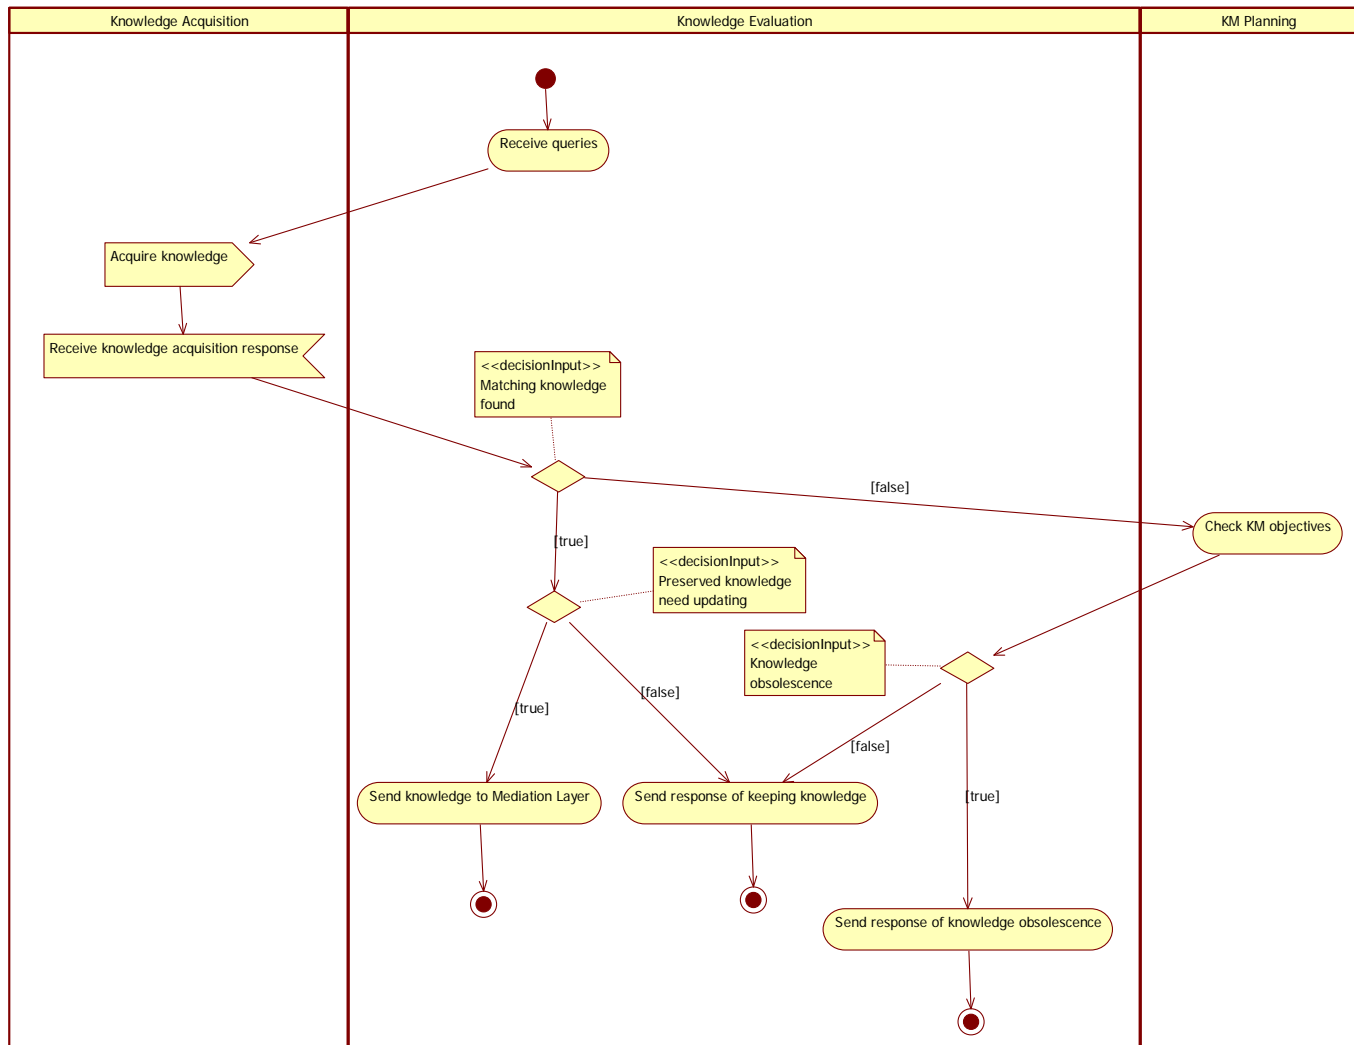 Knowledge Acquisition
Knowledge Evaluation
KM Planning
Receive queries
Acquire knowledge
Receive knowledge acquisition response
<<decisionInput>>
Matching knowledge
found
[false]
Check KM objectives
[true]
<<decisionInput>>
Preserved knowledge
need updating
<<decisionInput>>
Knowledge
obsolescence
[true]
[false]
[false]
[true]
Send knowledge to Mediation Layer
Send response of keeping knowledge
Send response of knowledge obsolescence